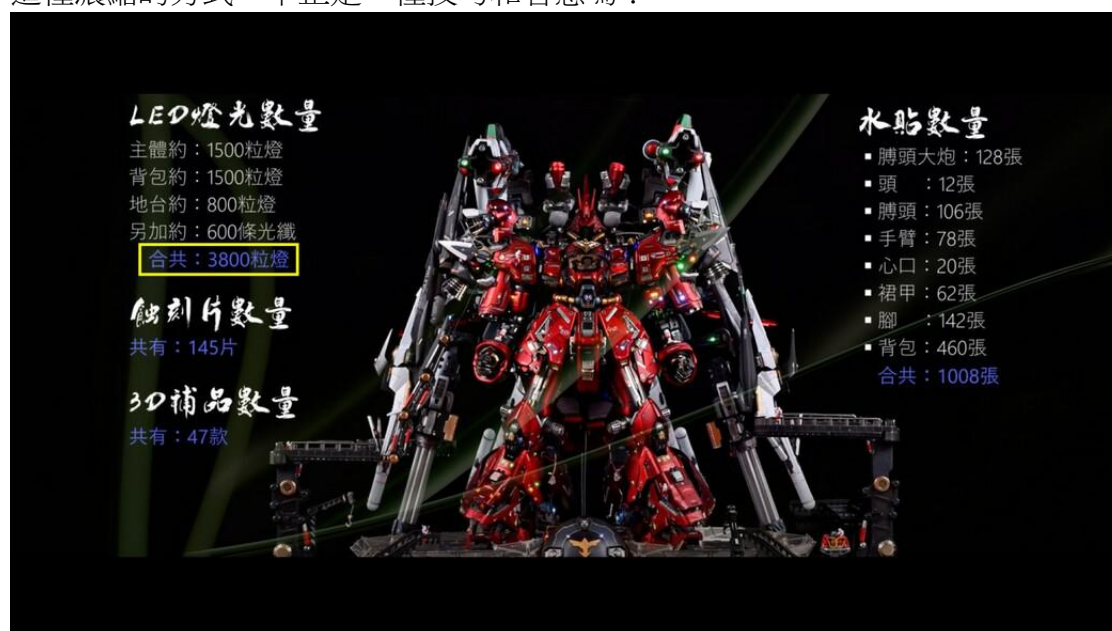 LED燈光數量
主體約：1500粒燈
背包約：1500粒燈
地台約：800粒燈
另加約：600條光纖
合共：3800粒燈
蝕刻片數量
共有：145片
3D補品數量
共有：47款
水貼數量
▪ 膊頭大炮：128張
▪ 頭　：12張
▪ 膊頭：106張
▪ 手臂：78張
▪ 心口：20張
▪ 裙甲：62張
▪ 腳　：142張
▪ 背包：460張
合共：1008張